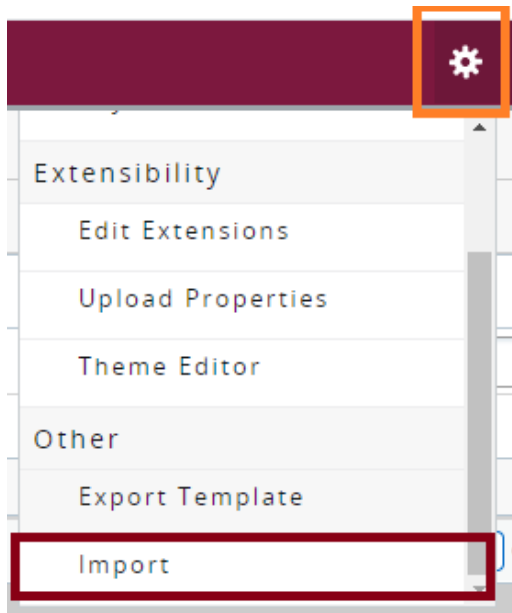 Extensibility
Edit Extensions
Upload Properties
Theme Editor
Other
Export Template
Import